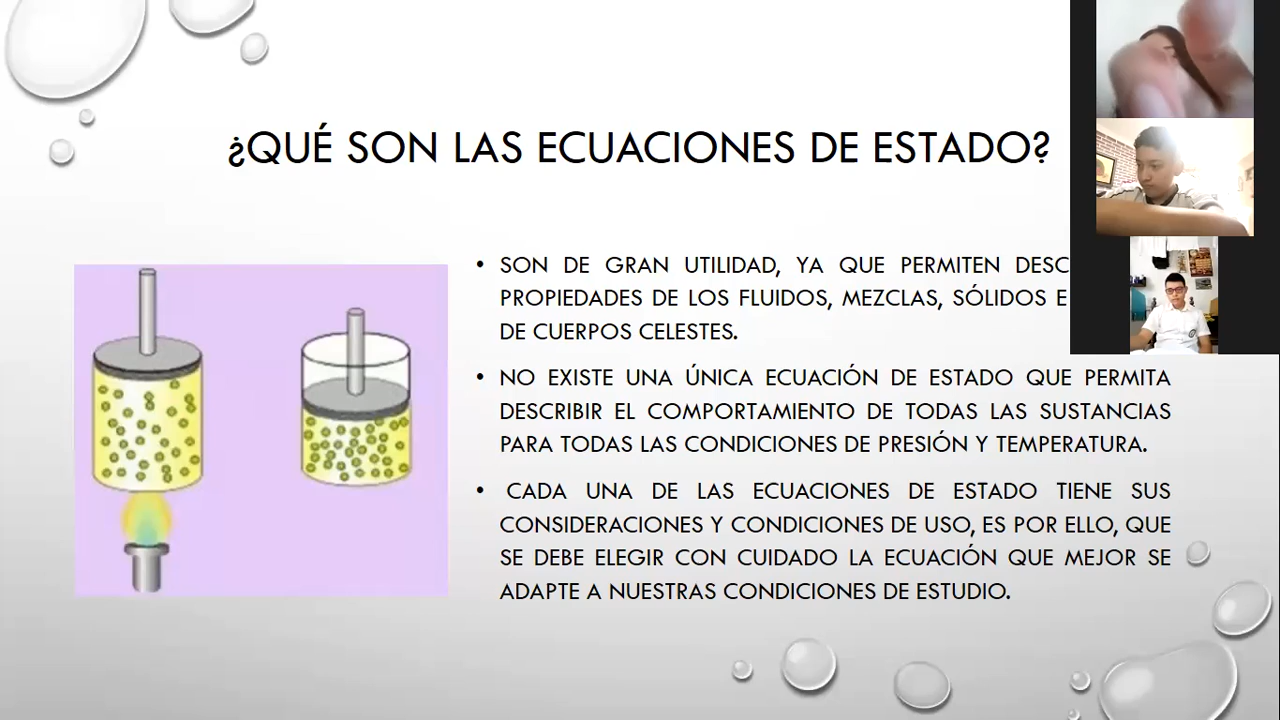 ¿QUÉ SON LAS ECUACIONES DE ESTADO?
• SON DE GRAN UTILIDAD, YA QUE PERMITEN DESC
PROPIEDADES DE LOS FLUIDOS, MEZCLAS, SÓLIDOS E
DE CUERPOS CELESTES.
• NO EXISTE UNA ÚNICA ECUACIÓN DE ESTADO QUE PERMITA
DESCRIBIR EL COMPORTAMIENTO DE TODAS LAS SUSTANCIAS
PARA TODAS LAS CONDICIONES DE PRESIÓN Y TEMPERATURA.
• CADA UNA DE LAS ECUACIONES DE ESTADO TIENE SUS
CONSIDERACIONES Y CONDICIONES DE USO, ES POR ELLO, QUE
SE DEBE ELEGIR CON CUIDADO LA ECUACIÓN QUE MEJOR SE
ADAPTE A NUESTRAS CONDICIONES DE ESTUDIO.